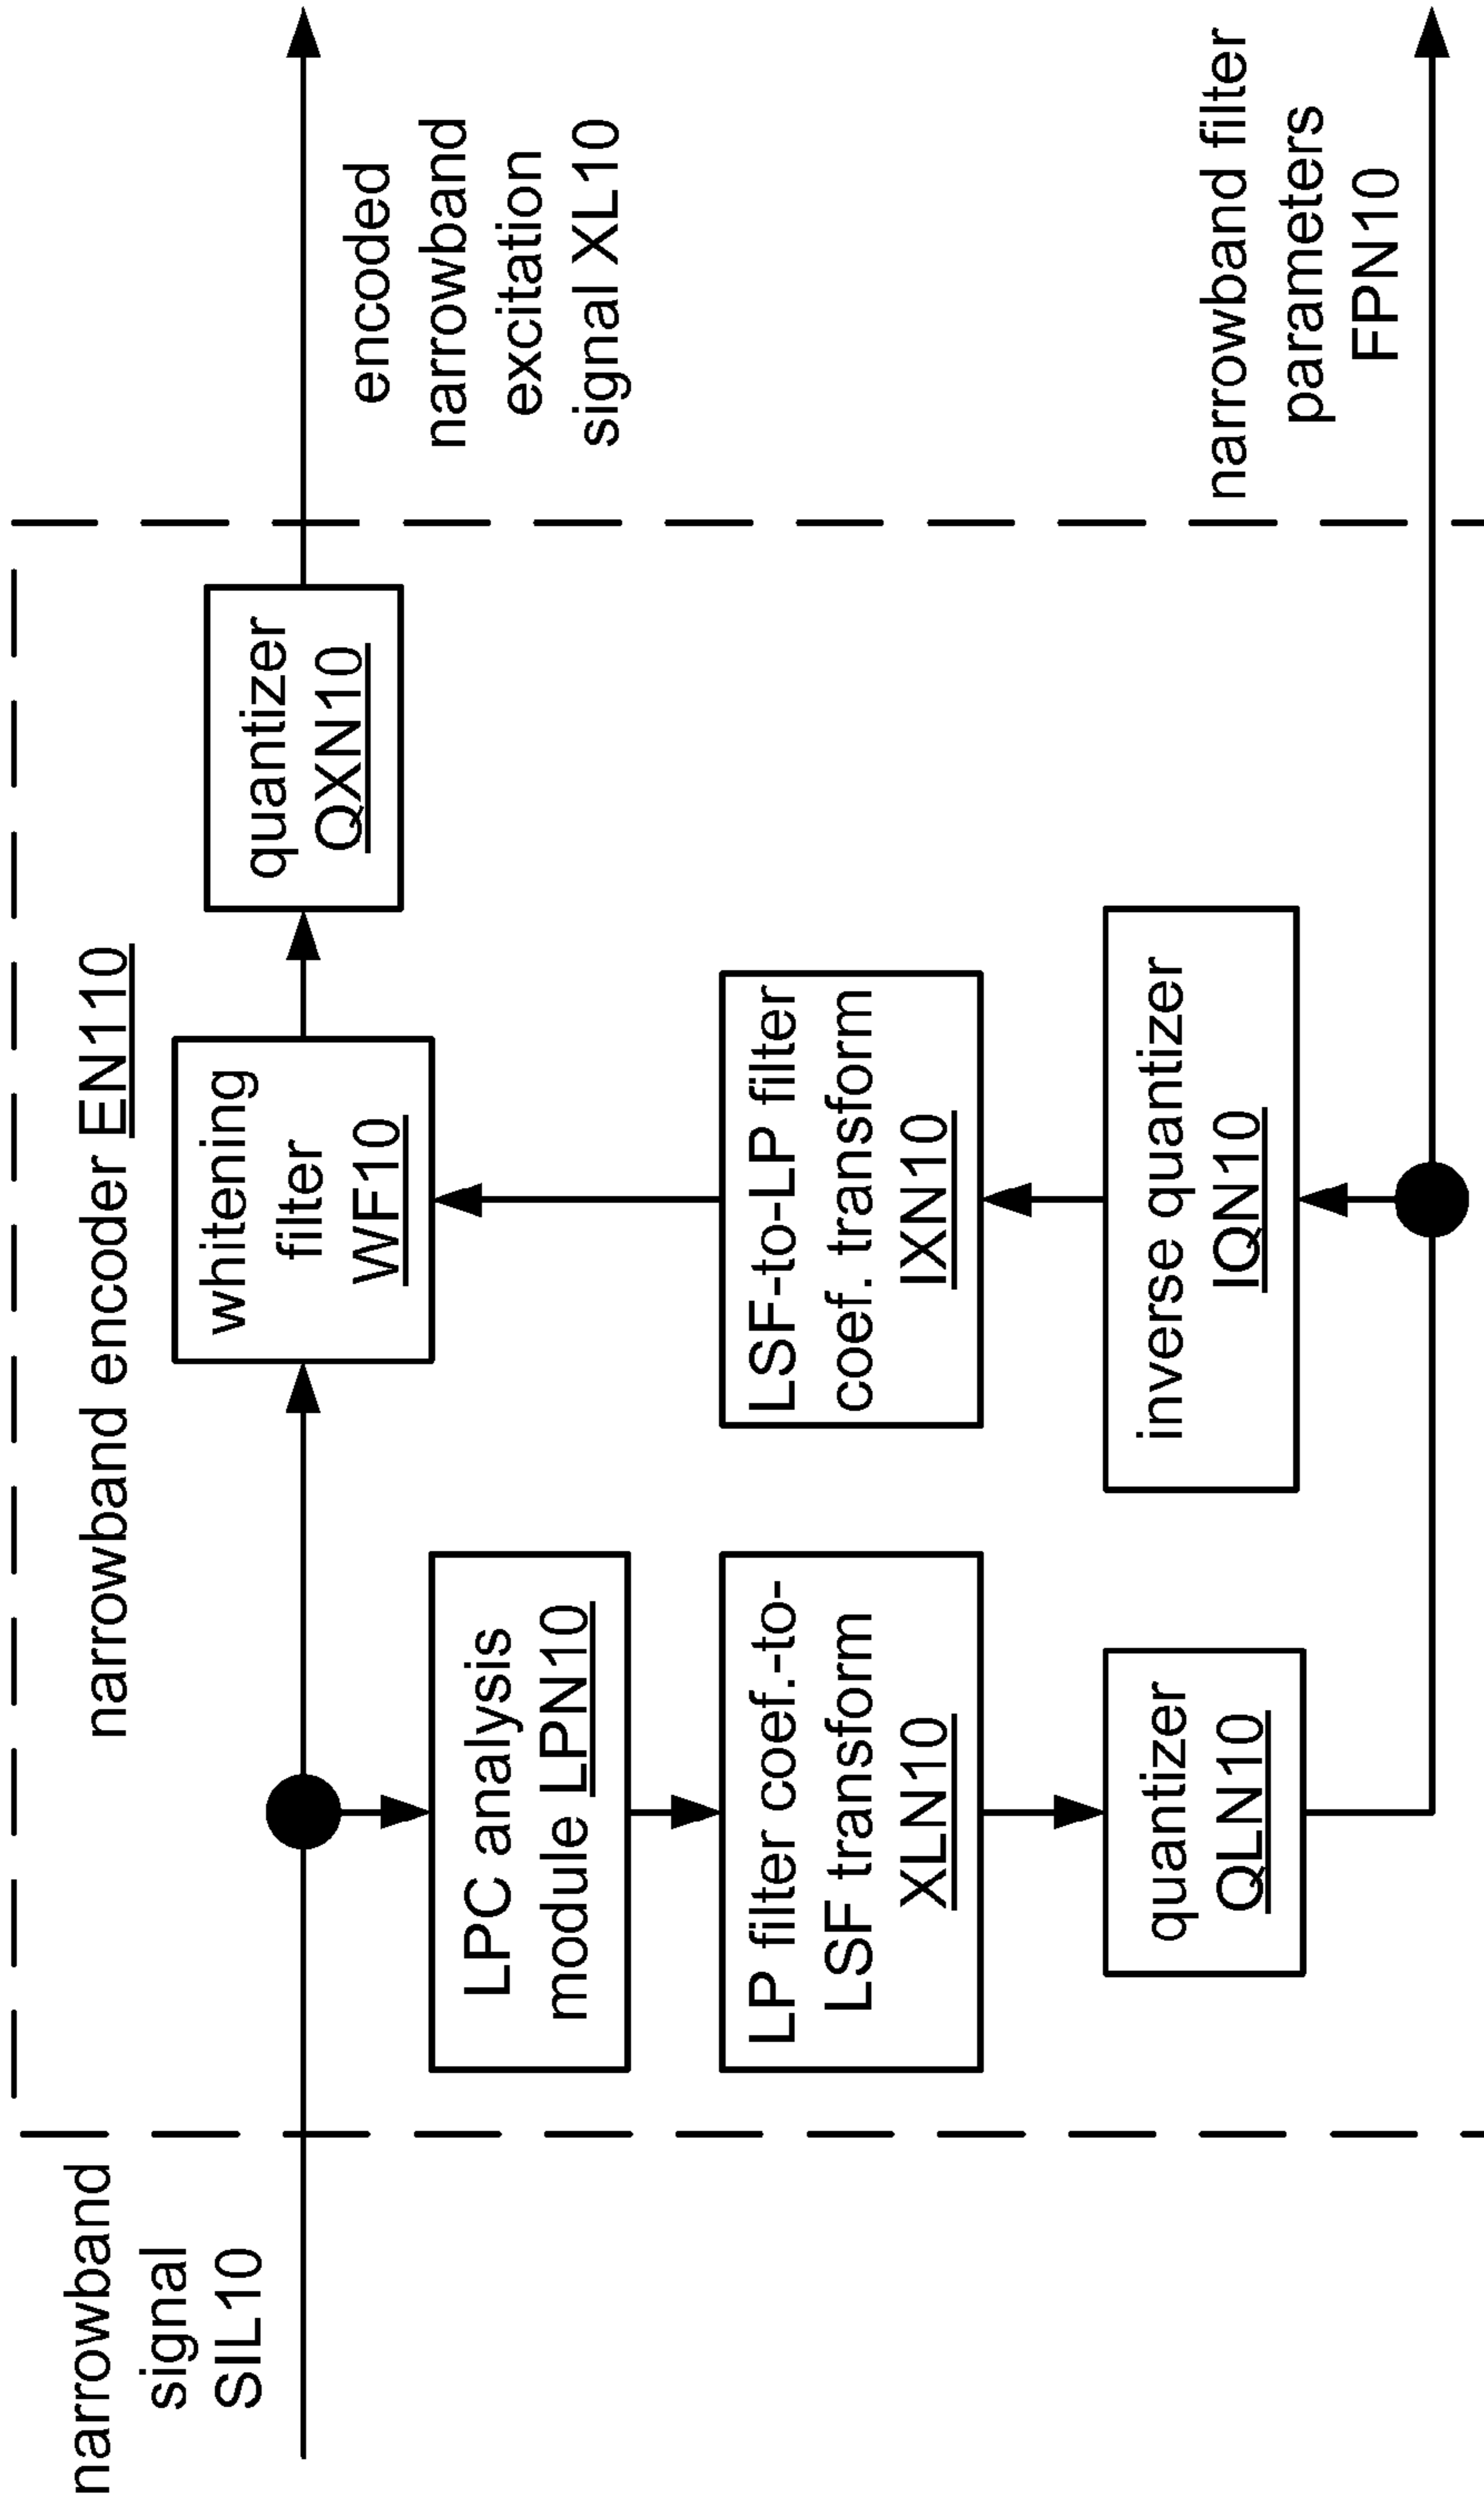 narrowband encoder EN110
narrowband
signal
SIL10
whitening
filter
WF10
quantizer
QXN10
encoded
narrowband
excitation
signal XL10
LPC analysis
module LPN10
LP filter coef.-to-
LSF transform
XLN10
LSF-to-LP filter
coef. transform
IXN10
quantizer
QLN10
inverse quantizer
IQN10
narrowband filter
parameters
FPN10